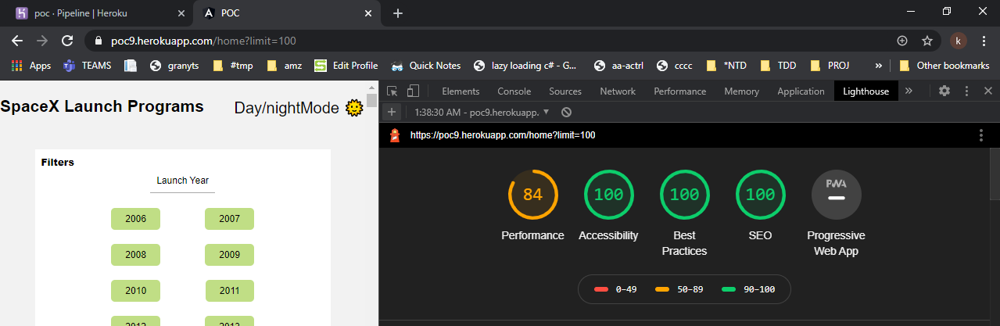 poc · Pipeline | Heroku
POC
poc9.herokuapp.com/home?limit=100
k
Apps TEAMS granyts #tmp amz Edit Profile Quick Notes lazy loading c# - G... aa-actrl cccc *NTD TDD PROJ » Other bookmarks
SpaceX Launch Programs
Day/nightMode
Filters
Launch Year
2006 2007
2008 2009
2010 2011
2012 2013
Elements Console Sources Network Performance Memory Application Lighthouse »
1:38:30 AM - poc9.herokuapp.
https://poc9.herokuapp.com/home?limit=100
84 100 100 100 PWA
Performance Accessibility Best Practices SEO Progressive Web App
0–49 50–89 90–100